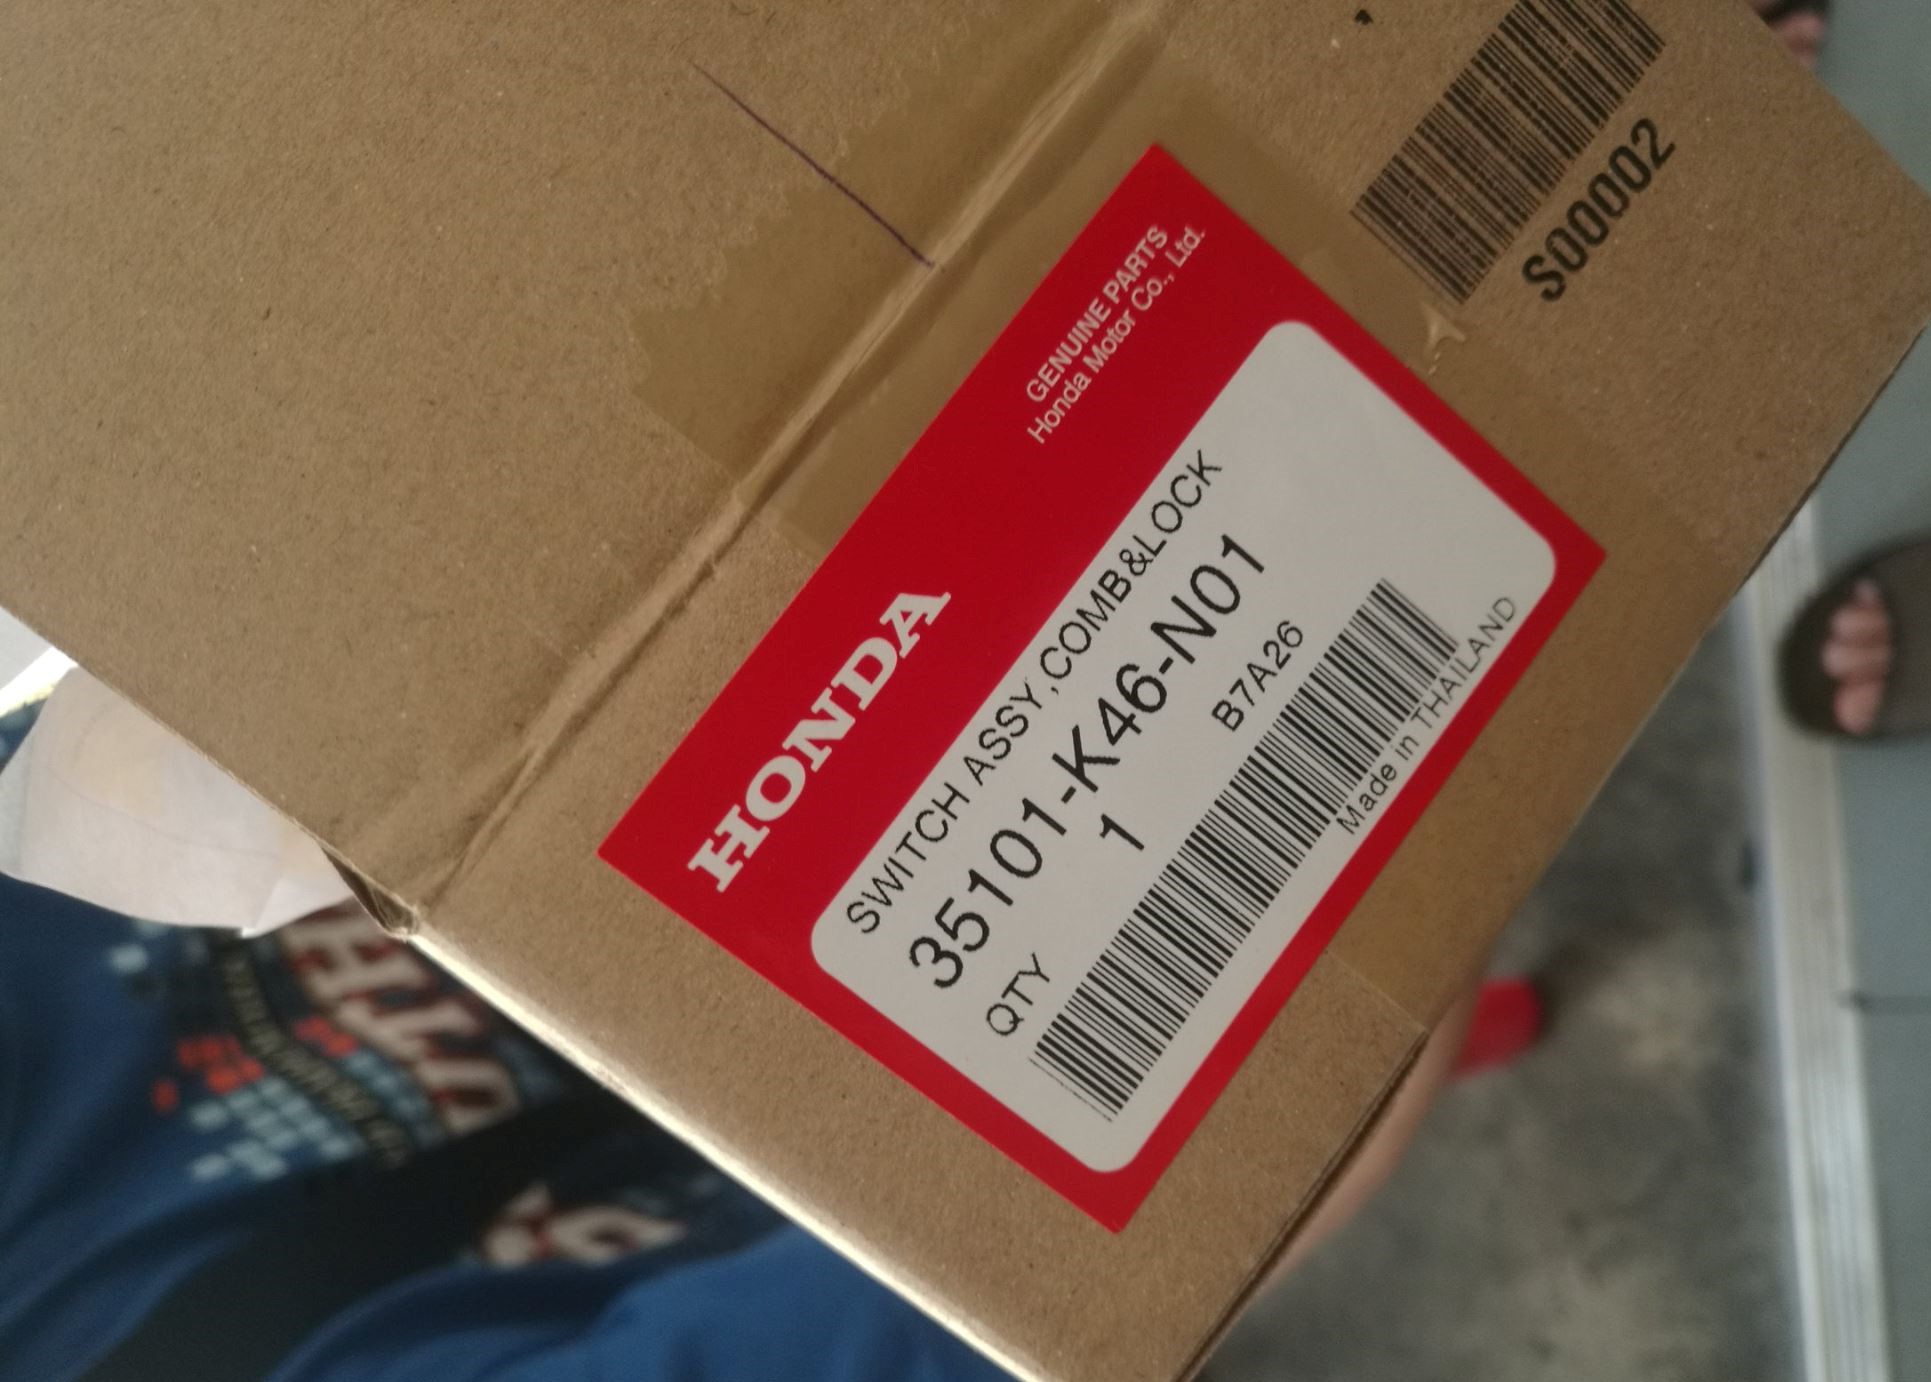 S00002
HONDA
GENUINE PARTS
Honda Motor Co., Ltd.
SWITCH ASSY,COMB&LOCK
35101-K46-N01
QTY 1
B7A26
Made in THAILAND